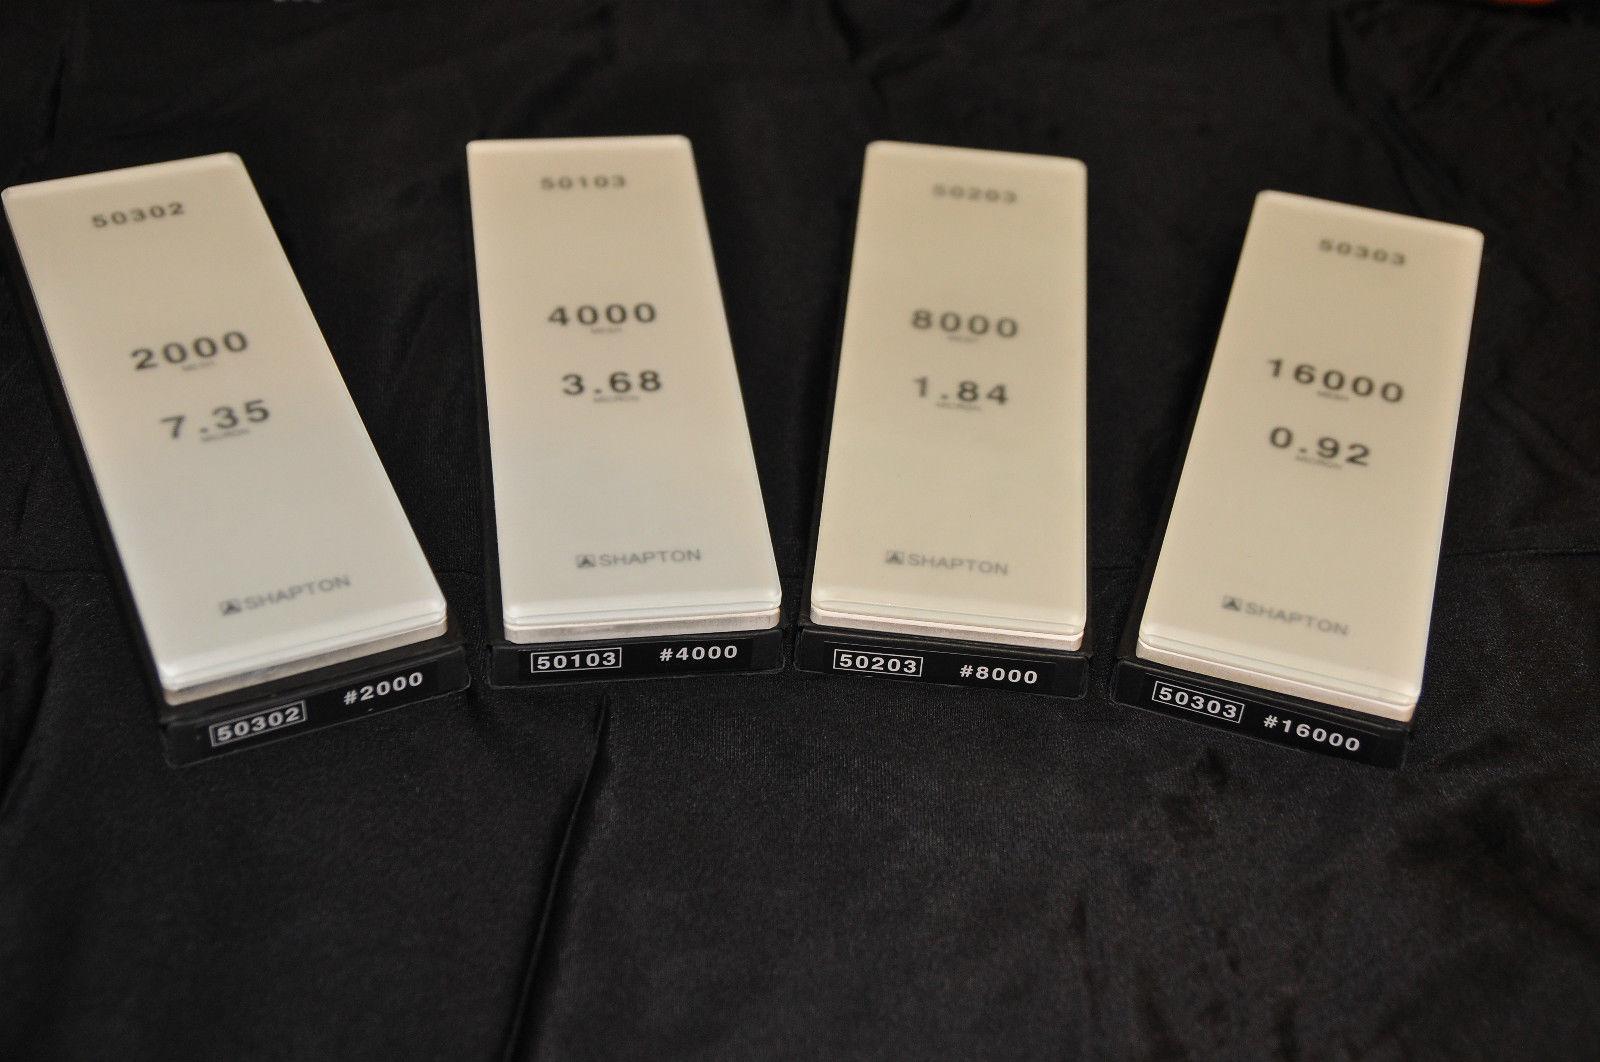 50302
2000
MESH
7.35
MICRON
SHAPTON
50302 #2000
50103
4000
MESH
3.68
MICRON
SHAPTON
50103 #4000
50203
8000
MESH
1.84
MICRON
SHAPTON
50203 #8000
50303
16000
MESH
0.92
MICRON
SHAPTON
50303 #16000